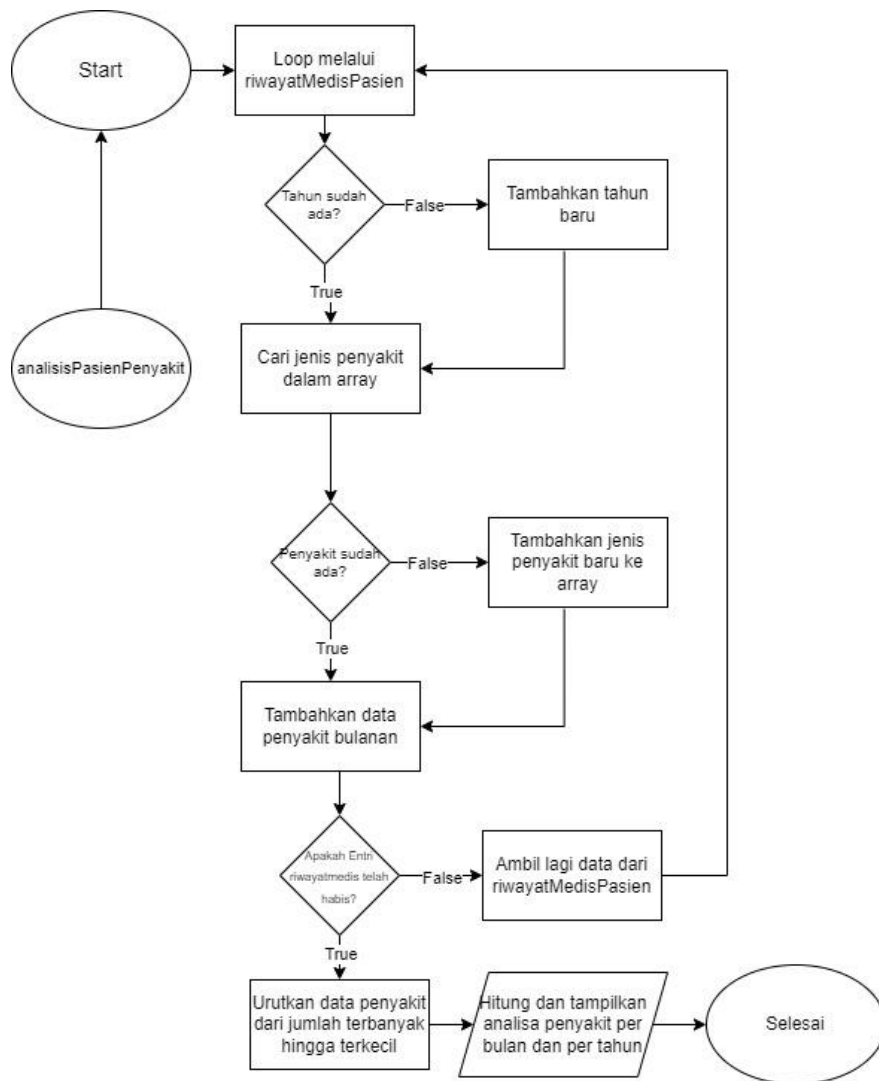 Start
Loop melalui
riwayatMedisPasien
Tahun sudah
ada?
False
Tambahkan tahun
baru
True
analisisPasienPenyakit
Cari jenis penyakit
dalam array
Penyakit sudah
ada?
False
Tambahkan jenis
penyakit baru ke
array
True
Tambahkan data
penyakit bulanan
Apakah Entri
riwayatmedis telah
habis?
False
Ambil lagi data dari
riwayatMedisPasien
True
Urutkan data penyakit
dari jumlah terbanyak
hingga terkecil
Hitung dan tampilkan
analisa penyakit per
bulan dan per tahun
Selesai